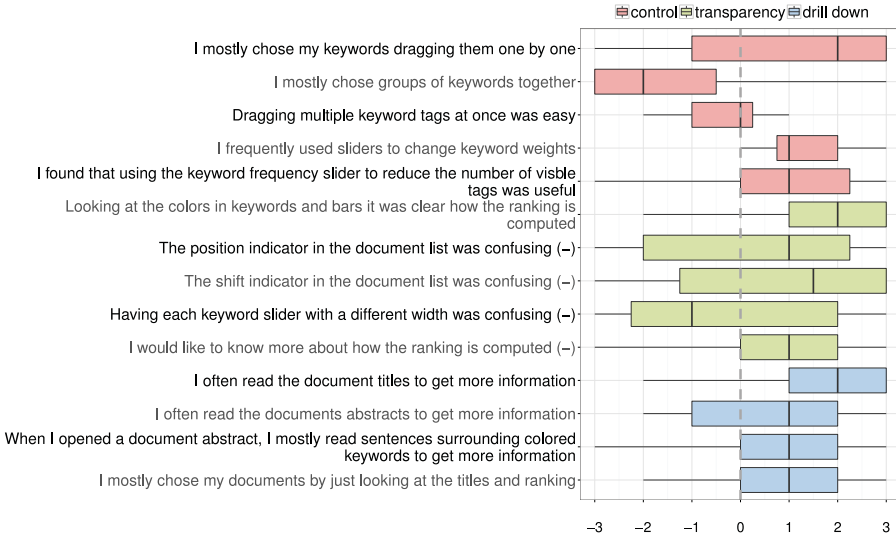 control transparency drill down
I mostly chose my keywords dragging them one by one
I mostly chose groups of keywords together
Dragging multiple keyword tags at once was easy
I frequently used sliders to change keyword weights
I found that using the keyword frequency slider to reduce the number of visble
tags was useful
Looking at the colors in keywords and bars it was clear how the ranking is
computed
The position indicator in the document list was confusing (−)
The shift indicator in the document list was confusing (−)
Having each keyword slider with a different width was confusing (−)
I would like to know more about how the ranking is computed (−)
I often read the document titles to get more information
I often read the documents abstracts to get more information
When I opened a document abstract, I mostly read sentences surrounding colored
keywords to get more information
I mostly chose my documents by just looking at the titles and ranking
−3 −2 −1 0 1 2 3